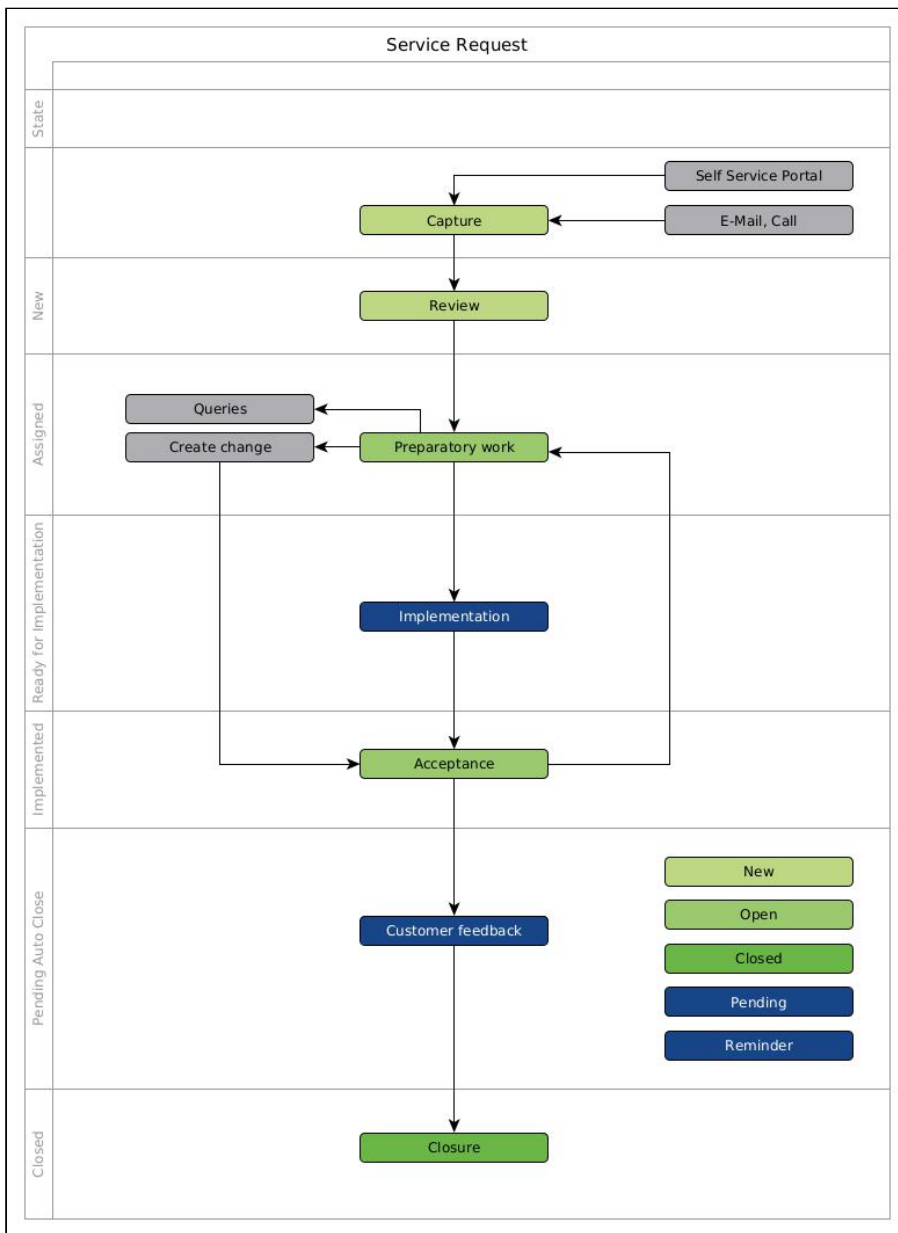 Service Request
State
Self Service Portal
Capture
E-Mail, Call
New
Review
Assigned
Queries
Create change
Preparatory work
Ready for Implementation
Implementation
Implemented
Acceptance
Pending Auto Close
Customer feedback
New
Open
Closed
Pending
Reminder
Closed
Closure